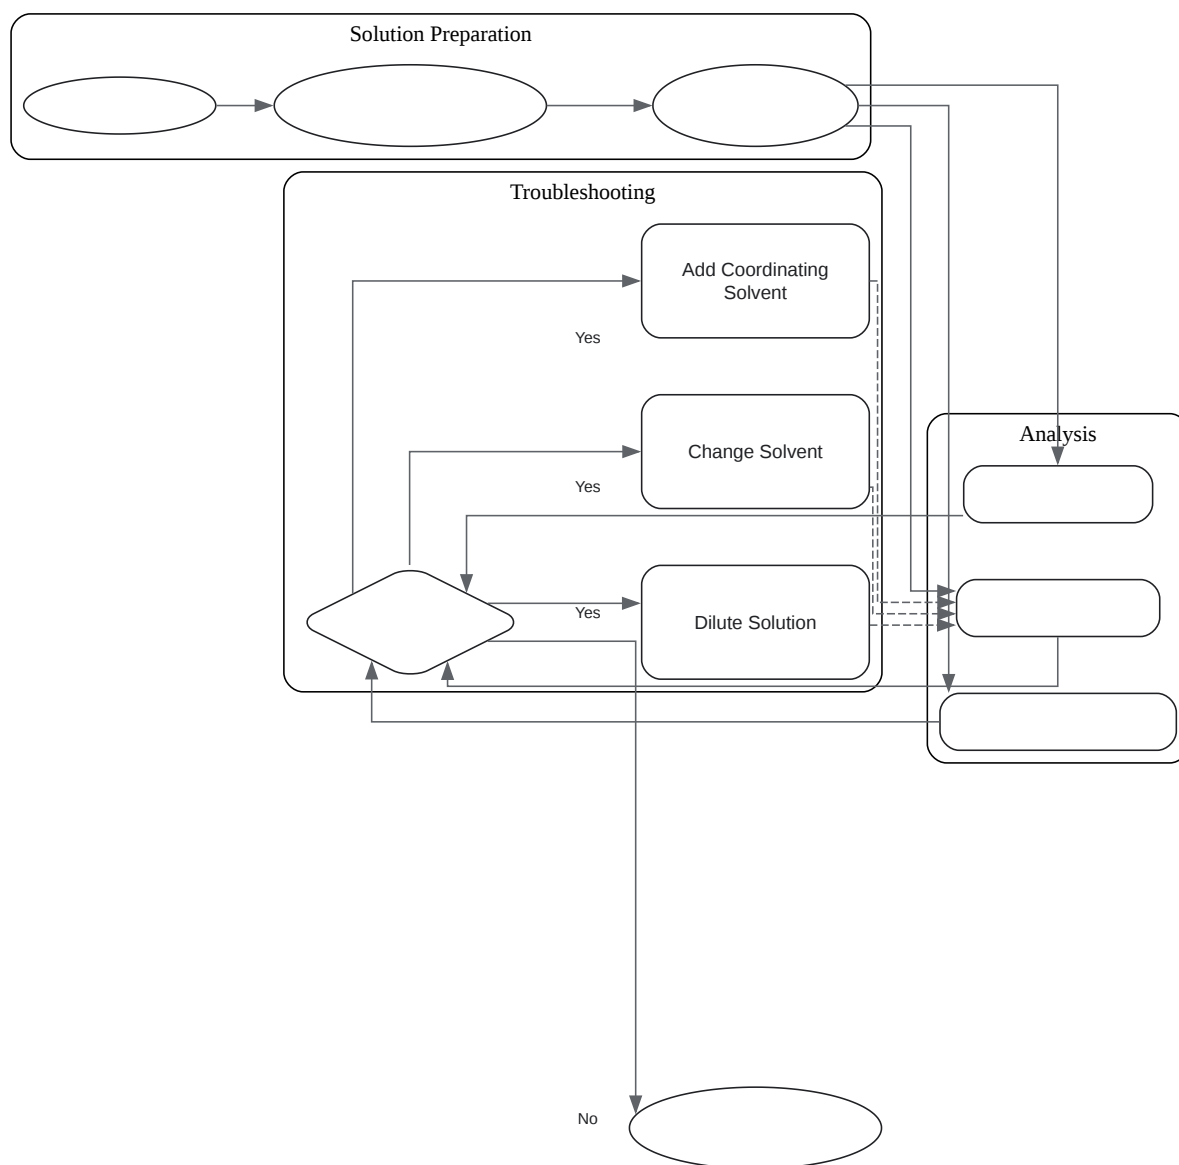 Solution Preparation
Troubleshooting
Add Coordinating
Solvent
Yes
Change Solvent
Yes
Analysis
Yes
Dilute Solution
No